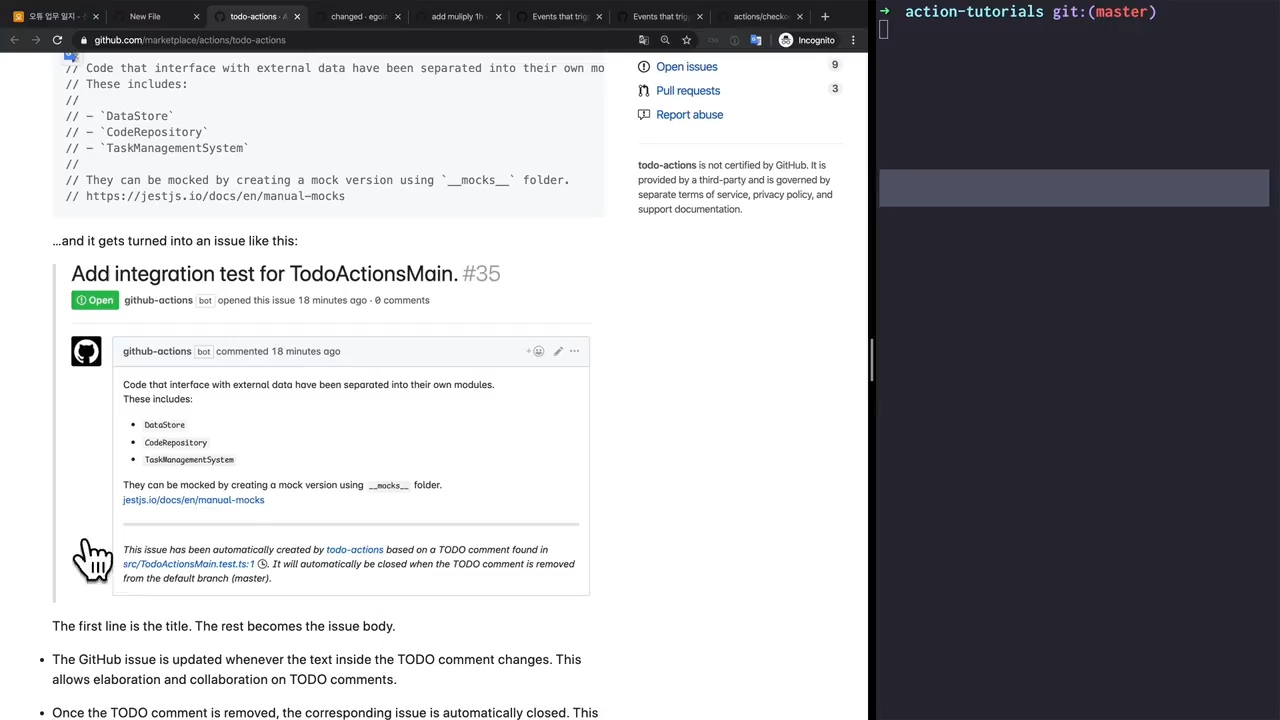 오튜 업무 일지 -
New File
todo-actions · A
changed · egoin
add muliply 1h
Events that trig
Events that trig
actions/checko
github.com/marketplace/actions/todo-actions
Incognito
// Code that interface with external data have been separated into their own mo
// These includes:
//
// - `DataStore`
// - `CodeRepository`
// - `TaskManagementSystem`
//
// They can be mocked by creating a mock version using `__mocks__` folder.
// https://jestjs.io/docs/en/manual-mocks
…and it gets turned into an issue like this:
Add integration test for TodoActionsMain. #35
Open github-actions bot opened this issue 18 minutes ago · 0 comments
github-actions bot commented 18 minutes ago
Code that interface with external data have been separated into their own modules.
These includes:
• DataStore
• CodeRepository
• TaskManagementSystem
They can be mocked by creating a mock version using __mocks__ folder.
jestjs.io/docs/en/manual-mocks
This issue has been automatically created by todo-actions based on a TODO comment found in
src/TodoActionsMain.test.ts:1. It will automatically be closed when the TODO comment is removed
from the default branch (master).
The first line is the title. The rest becomes the issue body.
• The GitHub issue is updated whenever the text inside the TODO comment changes. This
allows elaboration and collaboration on TODO comments.
• Once the TODO comment is removed, the corresponding issue is automatically closed. This
Open issues 9
Pull requests 3
Report abuse
todo-actions is not certified by GitHub. It is
provided by a third-party and is governed by
separate terms of service, privacy policy, and
support documentation.
➜ action-tutorials git:(master)